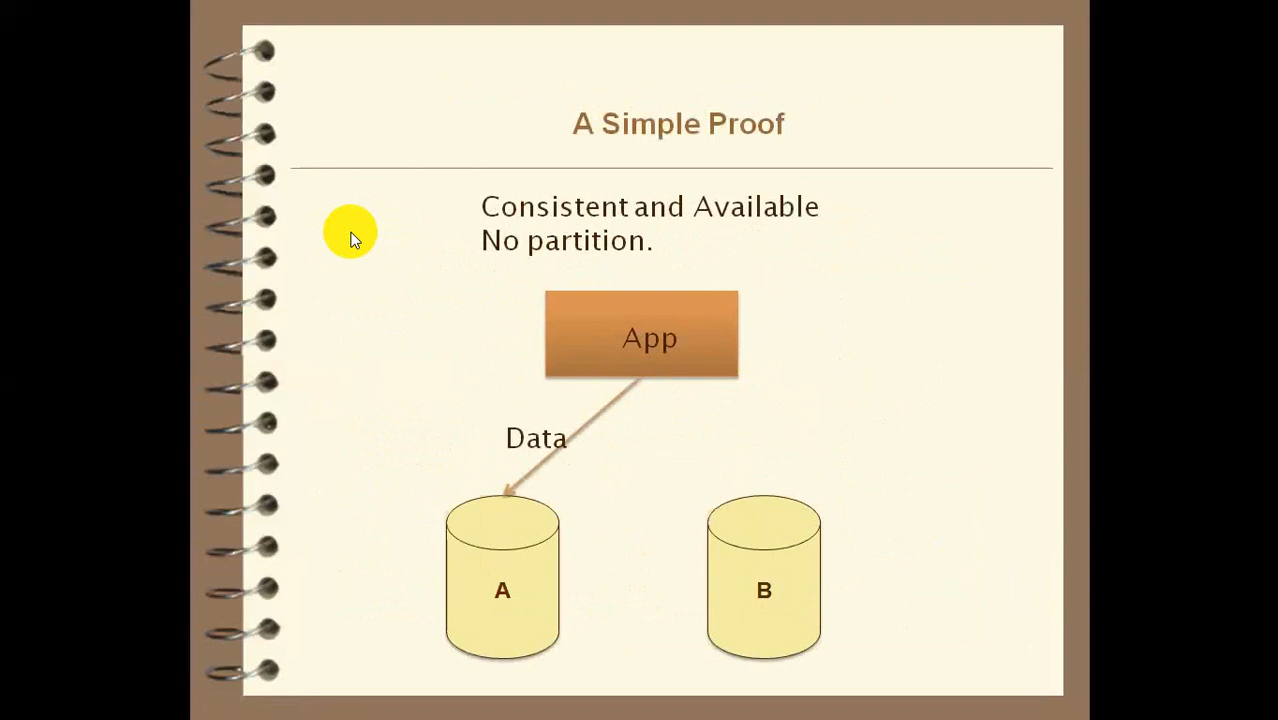 A Simple Proof
Consistent and Available
No partition.
App
Data
A
B